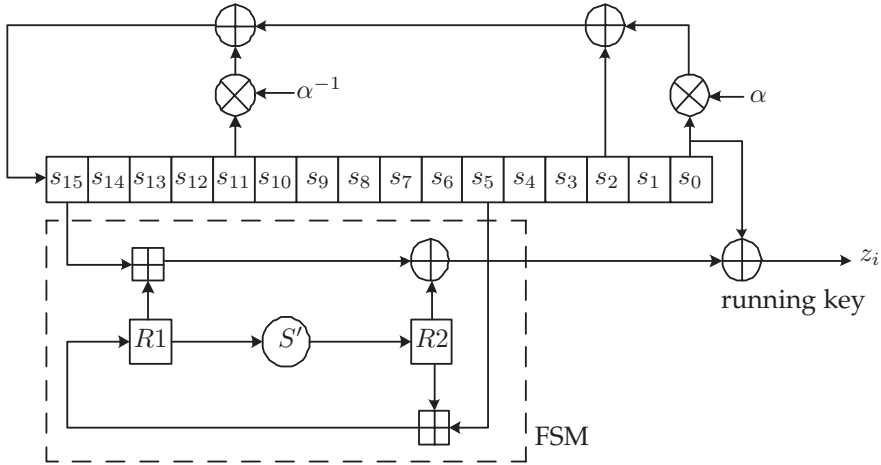 α⁻¹
α
s₁₅ s₁₄ s₁₃ s₁₂ s₁₁ s₁₀ s₉ s₈ s₇ s₆ s₅ s₄ s₃ s₂ s₁ s₀
zᵢ
running key
R1
S′
R2
FSM